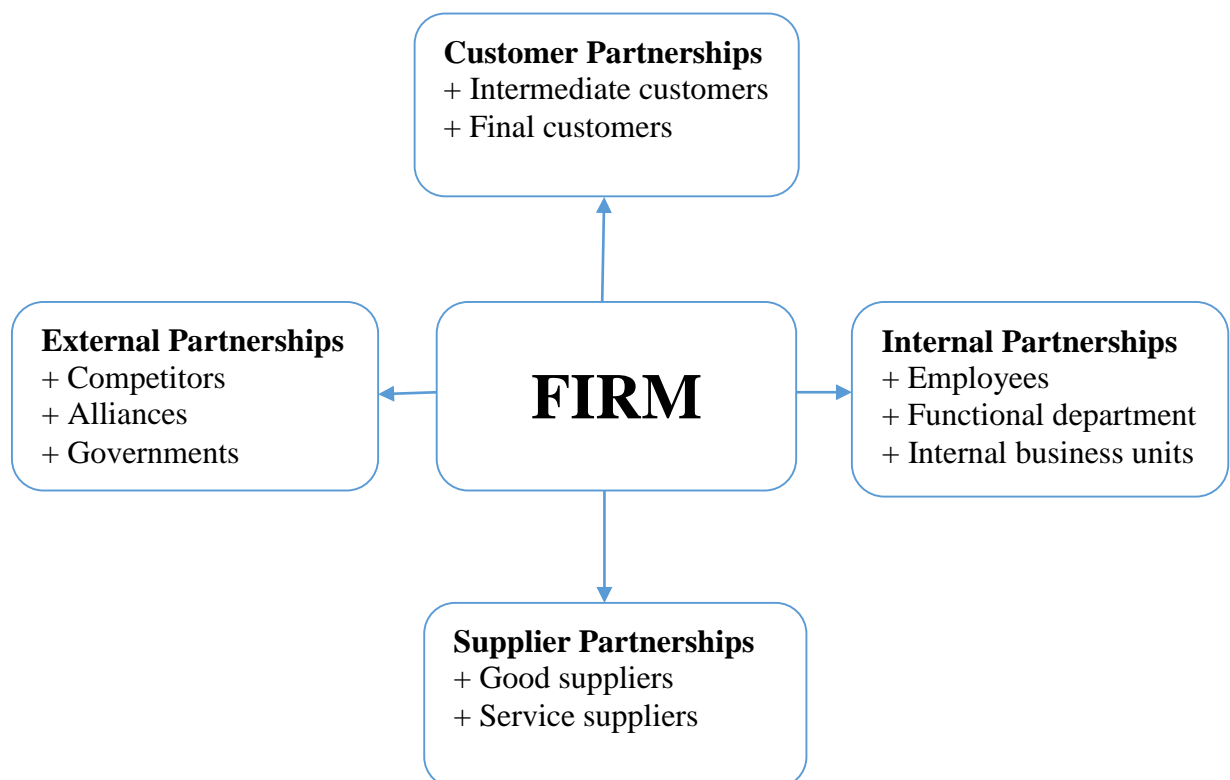 Customer Partnerships
+ Intermediate customers
+ Final customers
External Partnerships
+ Competitors
+ Alliances
+ Governments
FIRM
Internal Partnerships
+ Employees
+ Functional department
+ Internal business units
Supplier Partnerships
+ Good suppliers
+ Service suppliers